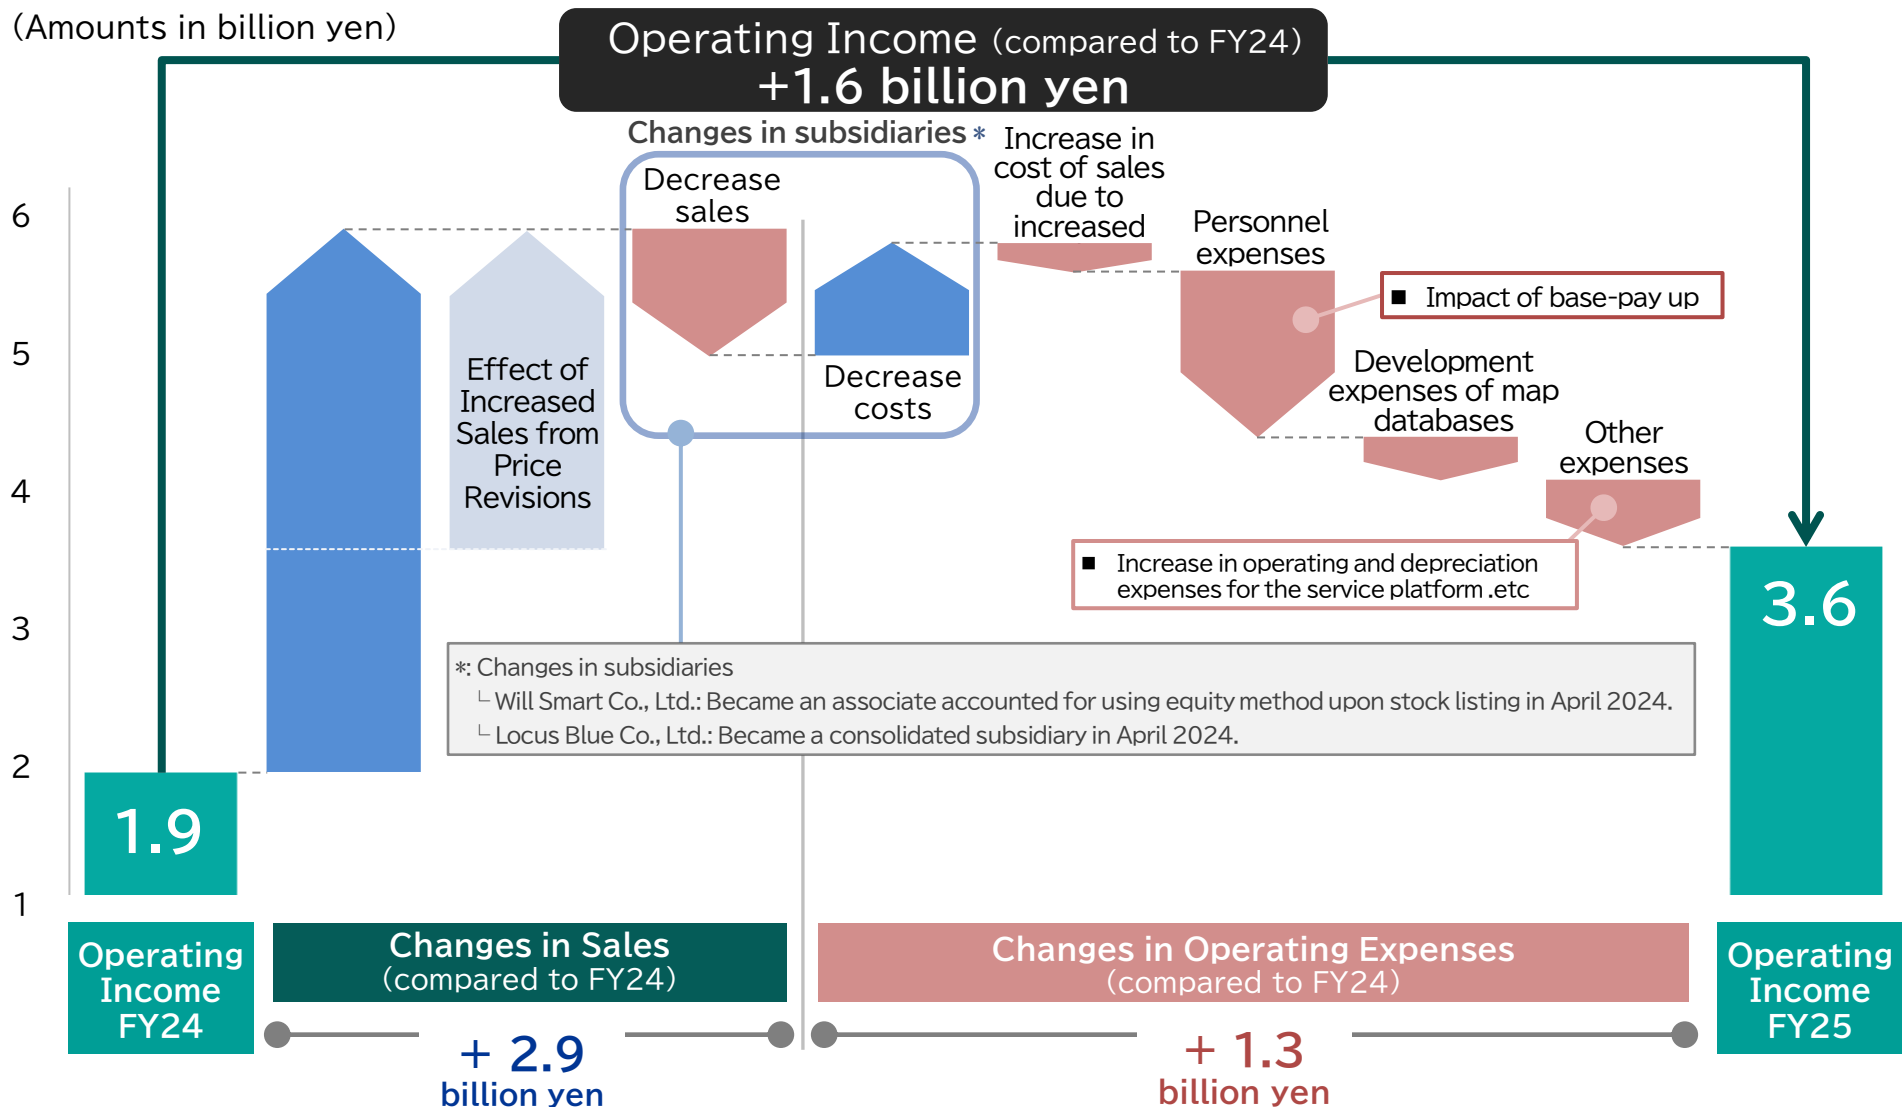 (Amounts in billion yen)
Operating Income (compared to FY24)
+1.6 billion yen
Changes in subsidiaries *
Decrease
sales
Decrease
costs
Increase in
cost of sales
due to
increased
Personnel
expenses
■ Impact of base-pay up
Development
expenses of map
databases
Other
expenses
■ Increase in operating and depreciation
expenses for the service platform .etc
Effect of
Increased
Sales from
Price
Revisions
6
5
4
3
2
1
*: Changes in subsidiaries
└ Will Smart Co., Ltd.: Became an associate accounted for using equity method upon stock listing in April 2024.
└ Locus Blue Co., Ltd.: Became a consolidated subsidiary in April 2024.
1.9
3.6
Operating
Income
FY24
Changes in Sales
(compared to FY24)
Changes in Operating Expenses
(compared to FY24)
Operating
Income
FY25
+ 2.9
billion yen
+ 1.3
billion yen